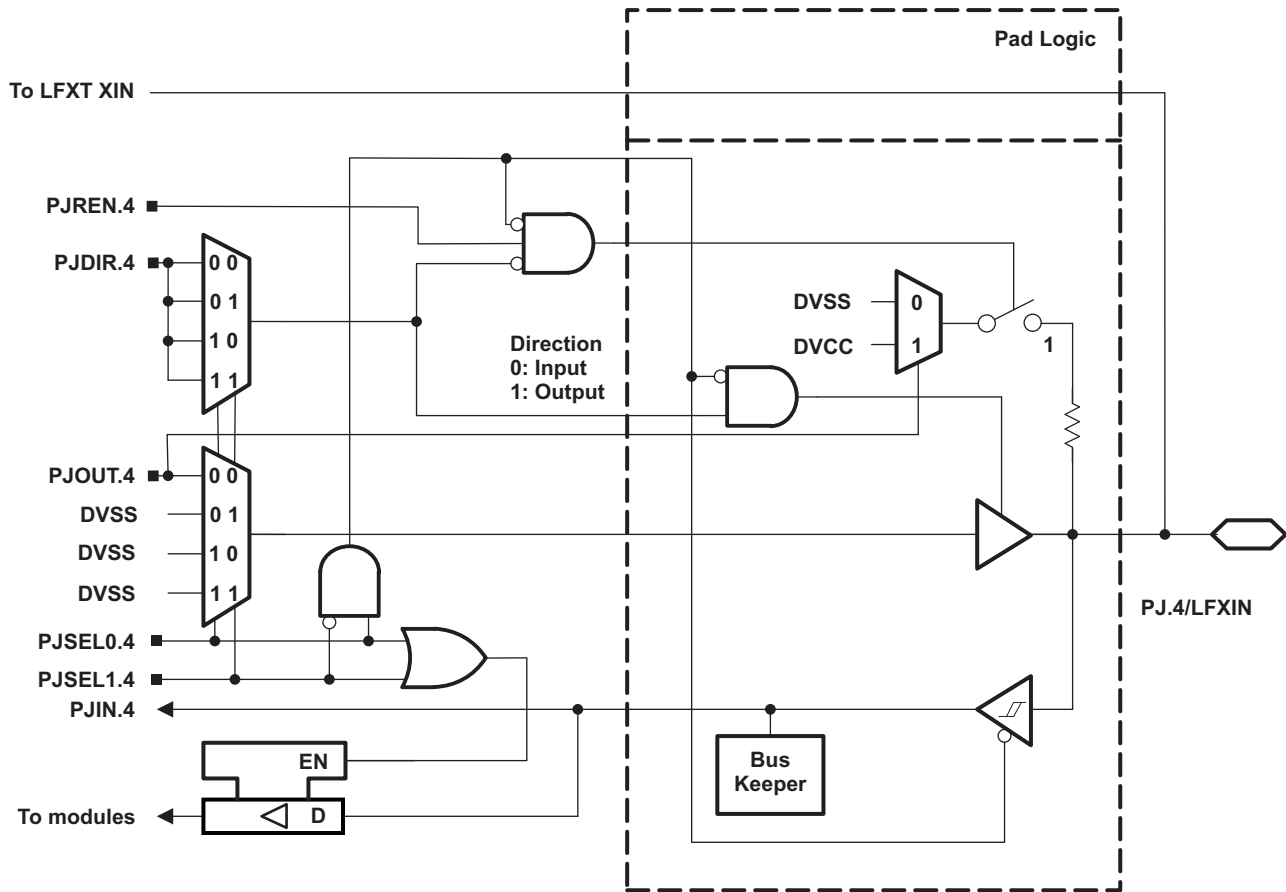 Pad Logic
To LFXT XIN
PJREN.4
PJDIR.4
0 0
0 1
1 0
1 1
Direction
0: Input
1: Output
DVSS
0
DVCC
1
1
PJOUT.4
0 0
DVSS
0 1
DVSS
1 0
DVSS
1 1
PJ.4/LFXIN
PJSEL0.4
PJSEL1.4
PJIN.4
EN
Bus
Keeper
To modules
D